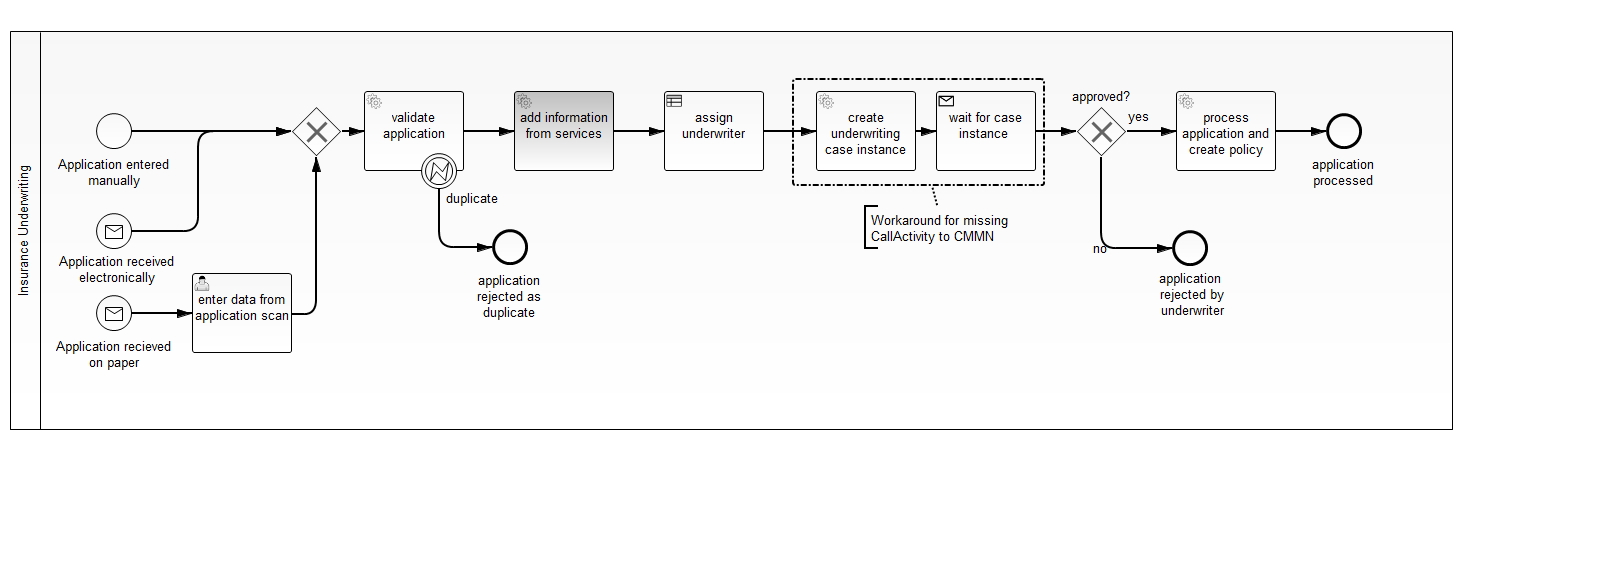 Insurance Underwriting
Application entered
manually
Application received
electronically
Application recieved
on paper
enter data from
application scan
validate
application
duplicate
application
rejected as
duplicate
add information
from services
assign
underwriter
create
underwriting
case instance
wait for case
instance
Workaround for missing
CallActivity to CMMN
approved?
yes
no
process
application and
create policy
application
processed
application
rejected by
underwriter